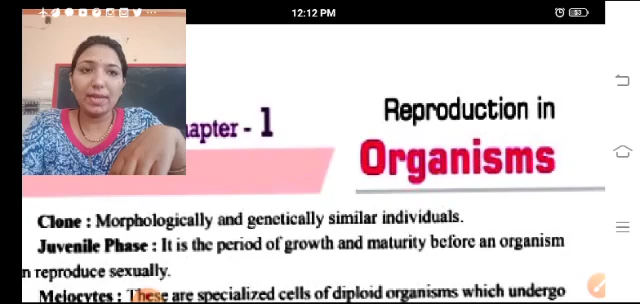 12:12 PM
53
apter - 1
Reproduction in
Organisms
Clone : Morphologically and genetically similar individuals.
Juvenile Phase : It is the period of growth and maturity before an organism
n reproduce sexually.
Meiocytes : These are specialized cells of diploid organisms which undergo